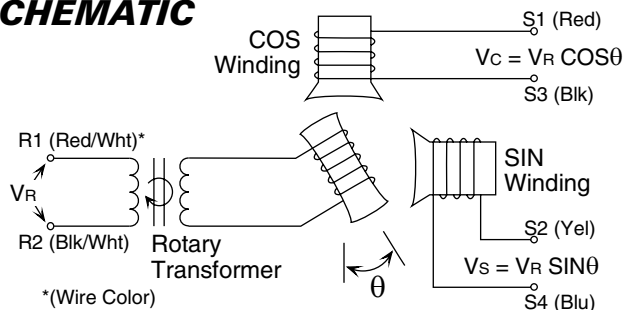 CHEMATIC
COS
Winding
S1 (Red)
VC = VR COSθ
S3 (Blk)
R1 (Red/Wht)*
VR
R2 (Blk/Wht)
Rotary
Transformer
*(Wire Color)
θ
SIN
Winding
S2 (Yel)
VS = VR SINθ
S4 (Blu)